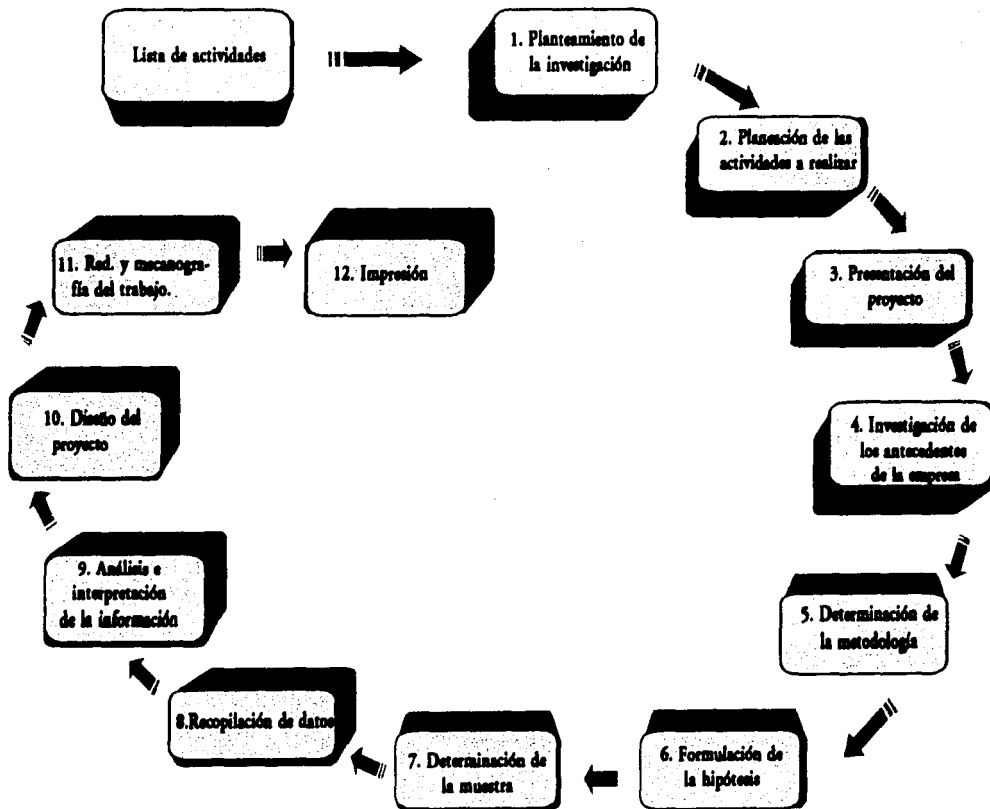 Lista de actividades
1. Planteamiento de
la investigación
2. Planeación de las
actividades a realizar
3. Presentación del
proyecto
4. Investigación de
los antecedentes
de la empresa
5. Determinación de
la metodología
6. Formulación de
la hipótesis
7. Determinación de
la muestra
8.Recopilación de datos
9. Análisis e
interpretación
de la información
10. Diseño del
proyecto
11. Red. y mecanogra-
fía del trabajo.
12. Impresión